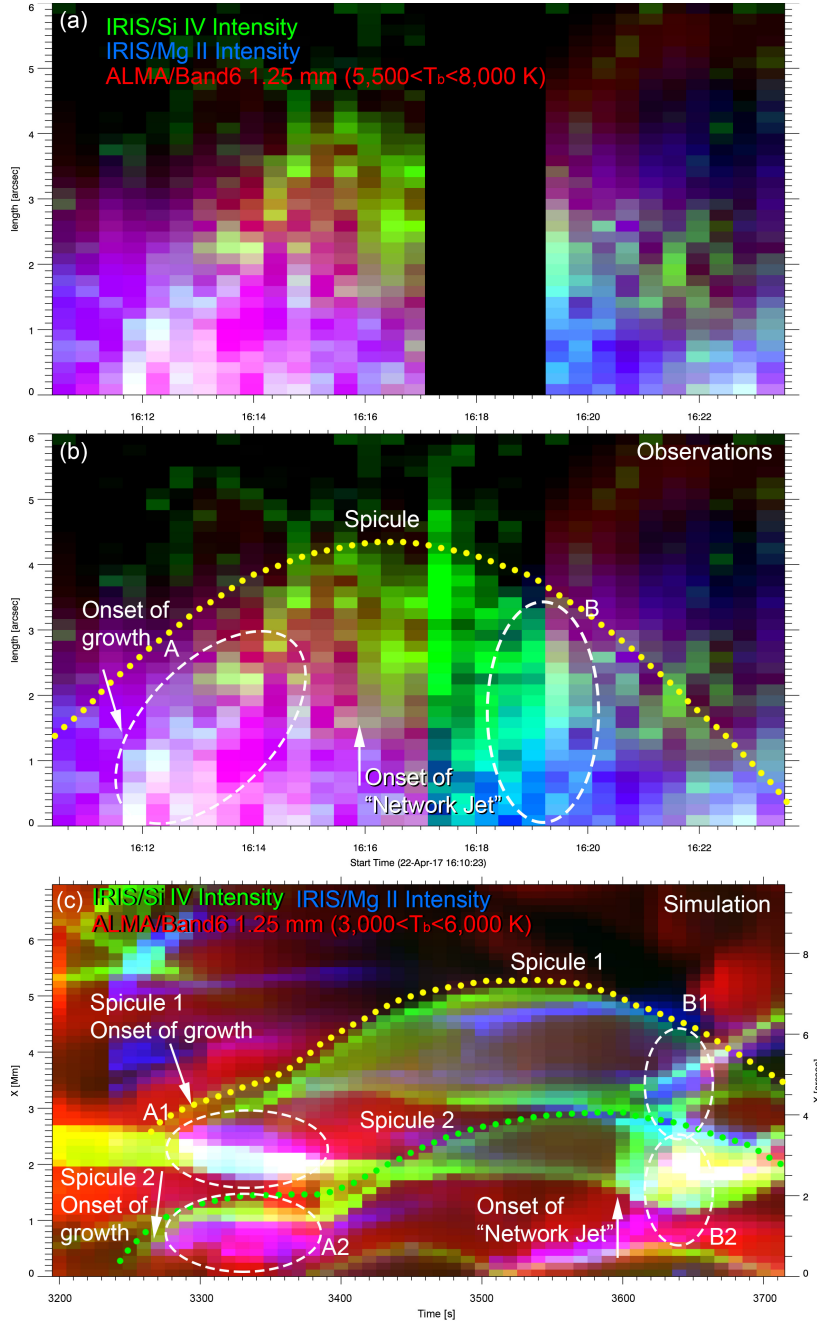 (a)
IRIS/Si IV Intensity
IRIS/Mg II Intensity
ALMA/Band6 1.25 mm (5,500<Tb<8,000 K)
6
5
4
3
2
1
0
length [arcsec]
16:12 16:14 16:16 16:18 16:20 16:22
(b)
Observations
Spicule
Onset of
growth
A
B
Onset of
“Network Jet”
6
5
4
3
2
1
0
length [arcsec]
16:12 16:14 16:16 16:18 16:20 16:22
Start Time (22-Apr-17 16:10:23)
(c)
IRIS/Si IV Intensity IRIS/Mg II Intensity
ALMA/Band6 1.25 mm (3,000<Tb<6,000 K)
Simulation
Spicule 1
Spicule 1
Onset of growth
B1
A1
Spicule 2
Spicule 2
Onset of
growth
Onset of
“Network Jet”
A2
B2
6
5
4
3
2
1
0
X [Mm]
8
6
4
2
0
X [arcsec]
3200 3300 3400 3500 3600 3700
Time [s]